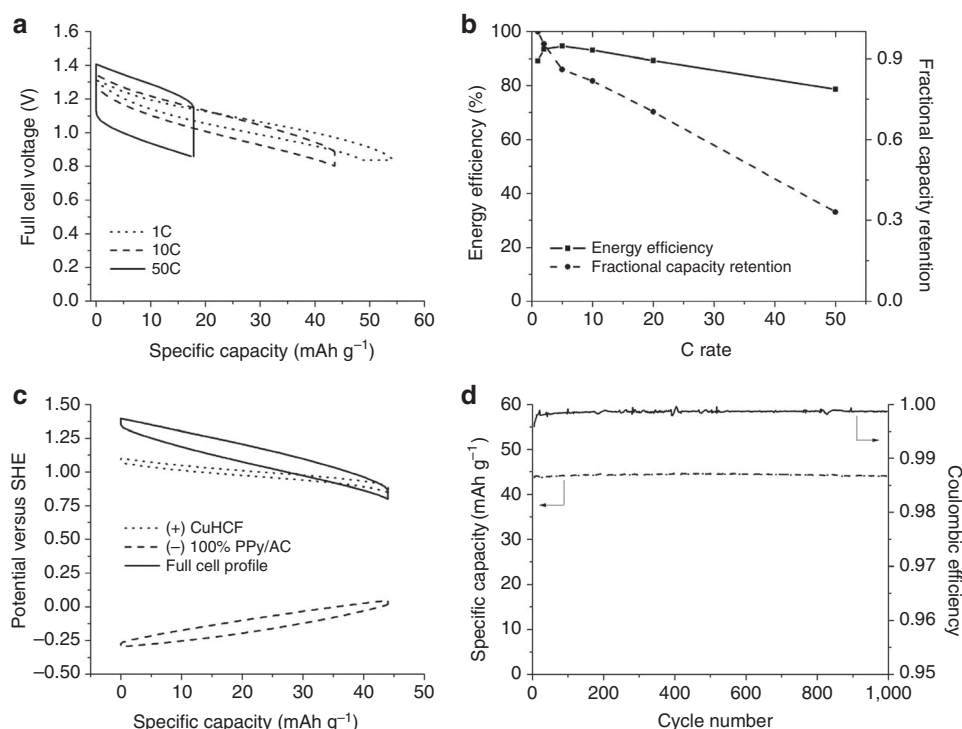 a
Full cell voltage (V)
1.6
1.4
1.2
1.0
0.8
0.6
0.4
0.2
0.0
1C
10C
50C
0 10 20 30 40 50 60
Specific capacity (mAh g⁻¹)
b
Energy efficiency (%)
100
80
60
40
20
0
Energy efficiency
Fractional capacity retention
0.9
0.6
0.3
0.0
Fractional capacity
retention
0 10 20 30 40 50
C rate
c
Potential versus SHE
1.50
1.25
1.00
0.75
0.50
0.25
0.00
–0.25
–0.50
(+) CuHCF
(–) 100% PPy/AC
Full cell profile
0 10 20 30 40 50
Specific capacity (mAh g⁻¹)
d
Specific capacity (mAh g⁻¹)
60
50
40
30
20
10
0
1.00
0.99
0.98
0.97
0.96
0.95
Coulombic efficiency
0 200 400 600 800 1,000
Cycle number